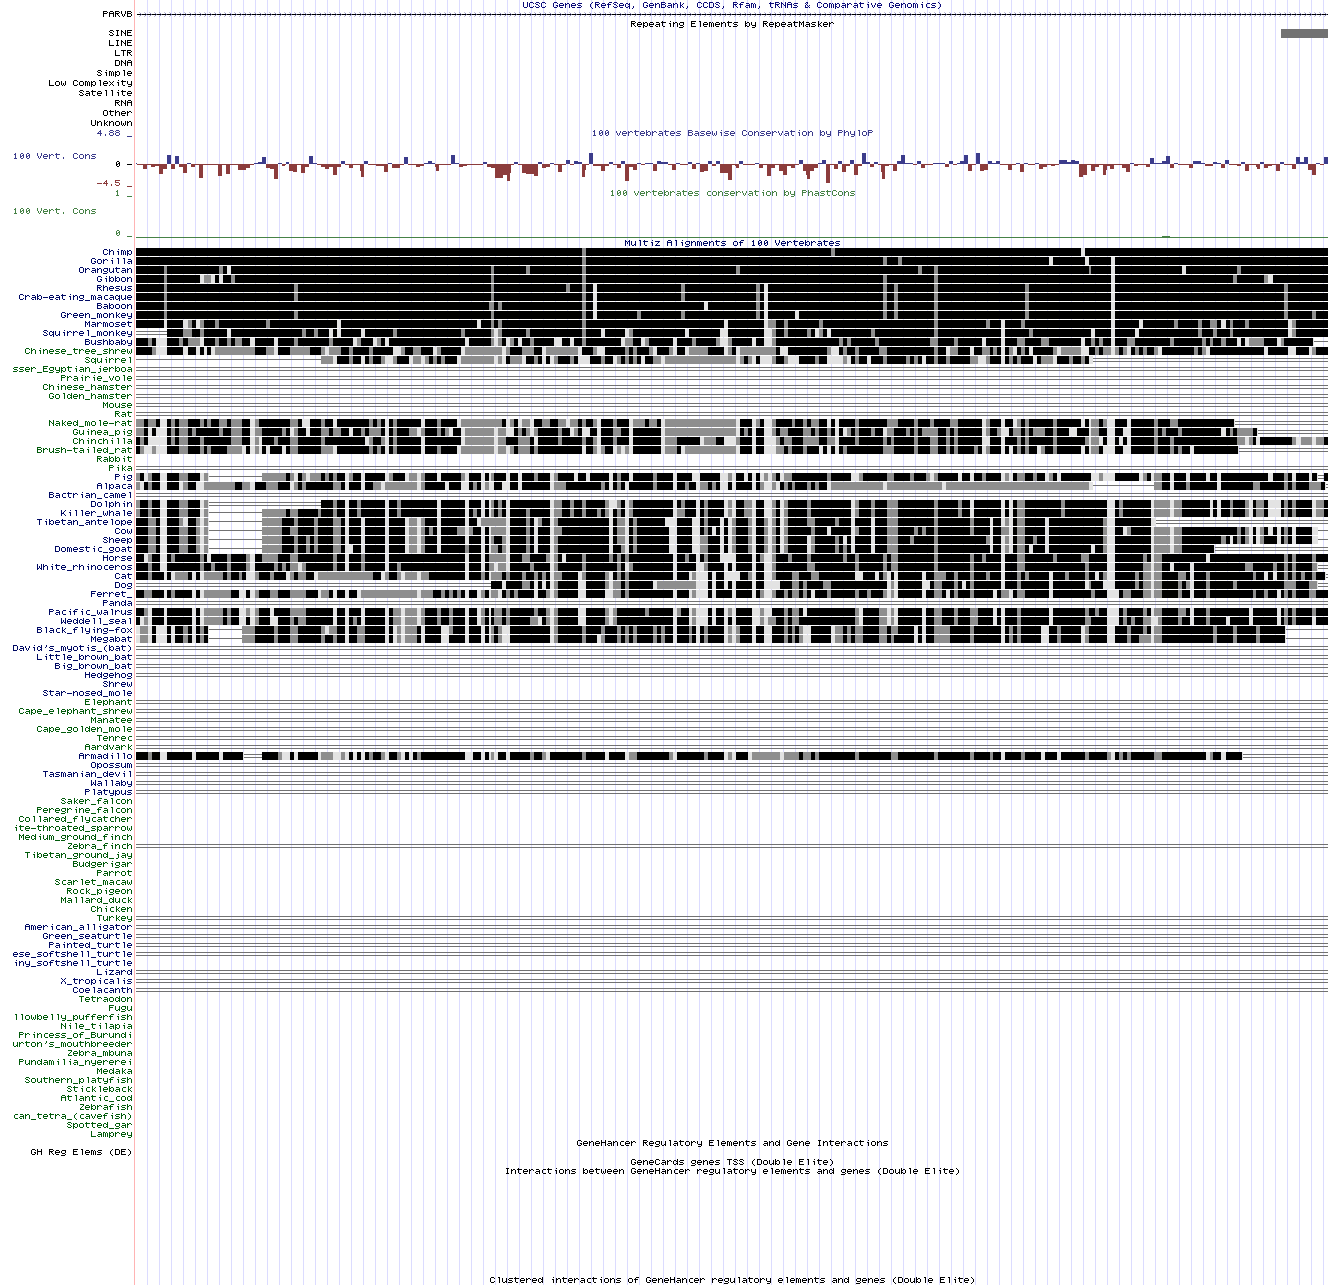 UCSC Genes (RefSeq, GenBank, CCDS, Rfam, tRNAs & Comparative Genomics)
PARVB
Repeating Elements by RepeatMasker
SINE
LINE
LTR
DNA
Simple
Low Complexity
Satellite
RNA
Other
Unknown
4.88 _
100 vertebrates Basewise Conservation by PhyloP
100 Vert. Cons
0 -
-4.5 _
1 _
100 vertebrates conservation by PhastCons
100 Vert. Cons
0 _
Multiz Alignments of 100 Vertebrates
Chimp
Gorilla
Orangutan
Gibbon
Rhesus
Crab-eating_macaque
Baboon
Green_monkey
Marmoset
Squirrel_monkey
Bushbaby
Chinese_tree_shrew
Squirrel
sser_Egyptian_jerboa
Prairie_vole
Chinese_hamster
Golden_hamster
Mouse
Rat
Naked_mole-rat
Guinea_pig
Chinchilla
Brush-tailed_rat
Rabbit
Pika
Pig
Alpaca
Bactrian_camel
Dolphin
Killer_whale
Tibetan_antelope
Cow
Sheep
Domestic_goat
Horse
White_rhinoceros
Cat
Dog
Ferret_
Panda
Pacific_walrus
Weddell_seal
Black_flying-fox
Megabat
David's_myotis_(bat)
Little_brown_bat
Big_brown_bat
Hedgehog
Shrew
Star-nosed_mole
Elephant
Cape_elephant_shrew
Manatee
Cape_golden_mole
Tenrec
Aardvark
Armadillo
Opossum
Tasmanian_devil
Wallaby
Platypus
Saker_falcon
Peregrine_falcon
Collared_flycatcher
ite-throated_sparrow
Medium_ground_finch
Zebra_finch
Tibetan_ground_jay
Budgerigar
Parrot
Scarlet_macaw
Rock_pigeon
Mallard_duck
Chicken
Turkey
American_alligator
Green_seaturtle
Painted_turtle
ese_softshell_turtle
iny_softshell_turtle
Lizard
X_tropicalis
Coelacanth
Tetraodon
Fugu
llowbelly_pufferfish
Nile_tilapia
Princess_of_Burundi
urton's_mouthbreeder
Zebra_mbuna
Pundamilia_nyererei
Medaka
Southern_platyfish
Stickleback
Atlantic_cod
Zebrafish
can_tetra_(cavefish)
Spotted_gar
Lamprey
GeneHancer Regulatory Elements and Gene Interactions
GH Reg Elems (DE)
GeneCards genes TSS (Double Elite)
Interactions between GeneHancer regulatory elements and genes (Double Elite)
Clustered interactions of GeneHancer regulatory elements and genes (Double Elite)